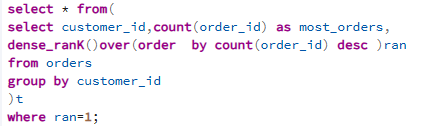 select * from(
select customer_id,count(order_id) as most_orders,
dense_ranK()over(order  by count(order_id) desc )ran
from orders
group by customer_id
)t
where ran=1;